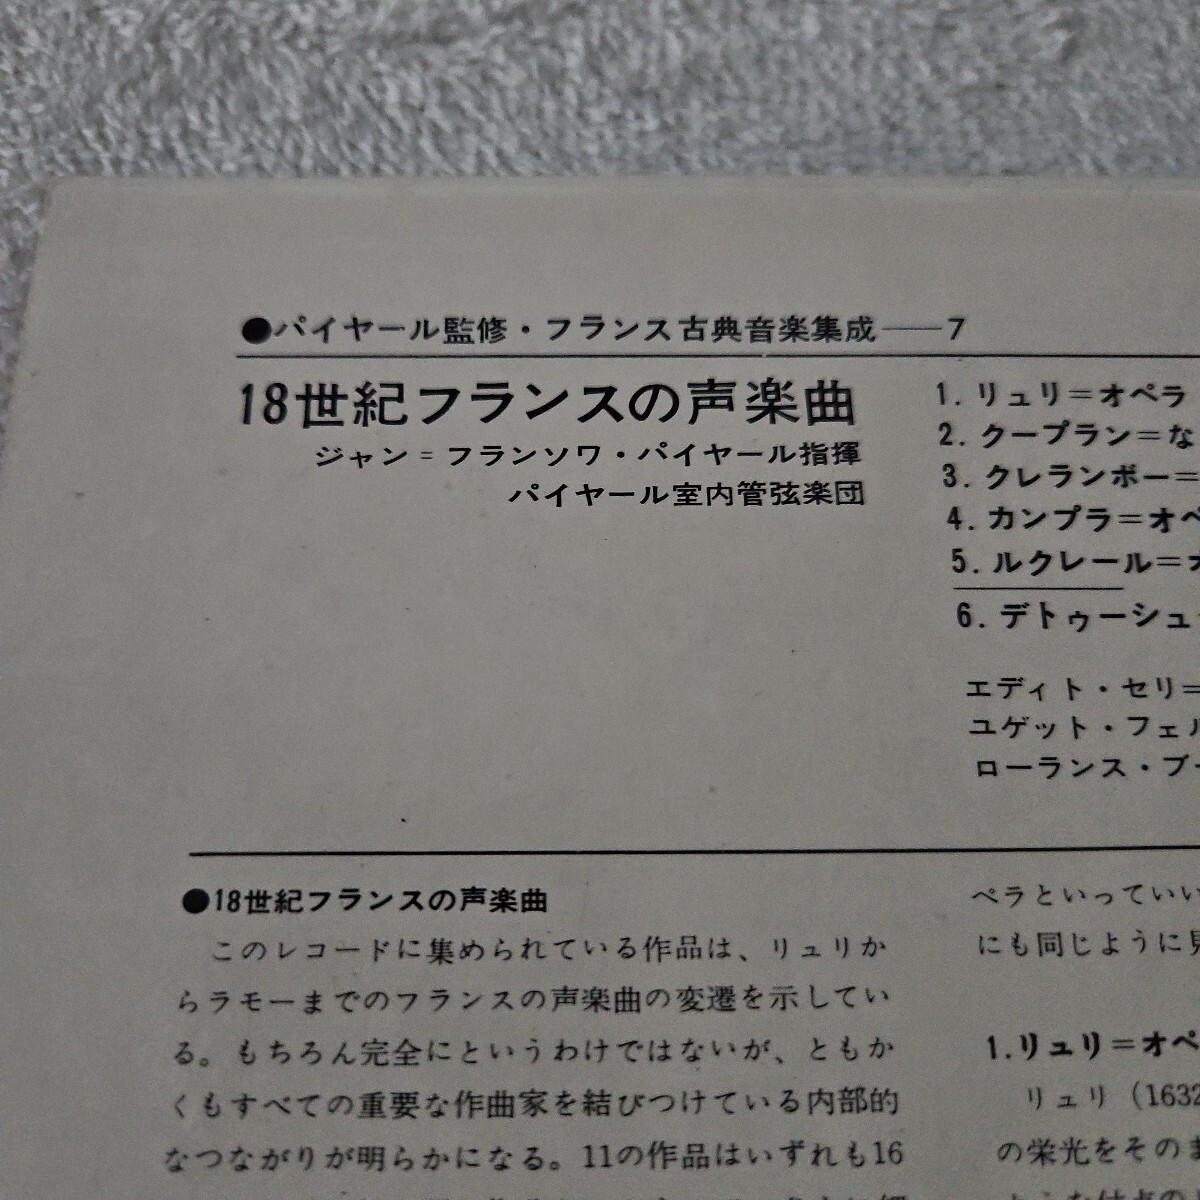 ●パイヤール監修・フランス古典音楽集成——7
18世紀フランスの声楽曲
ジャン=フランソワ・パイヤール指揮
パイヤール室内管弦楽団
1. リュリ=オペラ
2. クープラン=な
3. クレランボー=
4. カンプラ=オペ
5. ルクレール=オ
6. デトゥーシュ
エディト・セリ=
ユゲット・フェル
ローランス・ブ
●18世紀フランスの声楽曲
このレコードに集められている作品は、リュリか
らラモーまでのフランスの声楽曲の変遷を示してい
る。もちろん完全にというわけではないが、ともか
くもすべての重要な作曲家を結びつけている内部的
なつながりが明らかになる。11の作品はいずれも16
ペラといっていい
にも同じように見
1.リュリ=オペ
リュリ(1632
の栄光をそのま